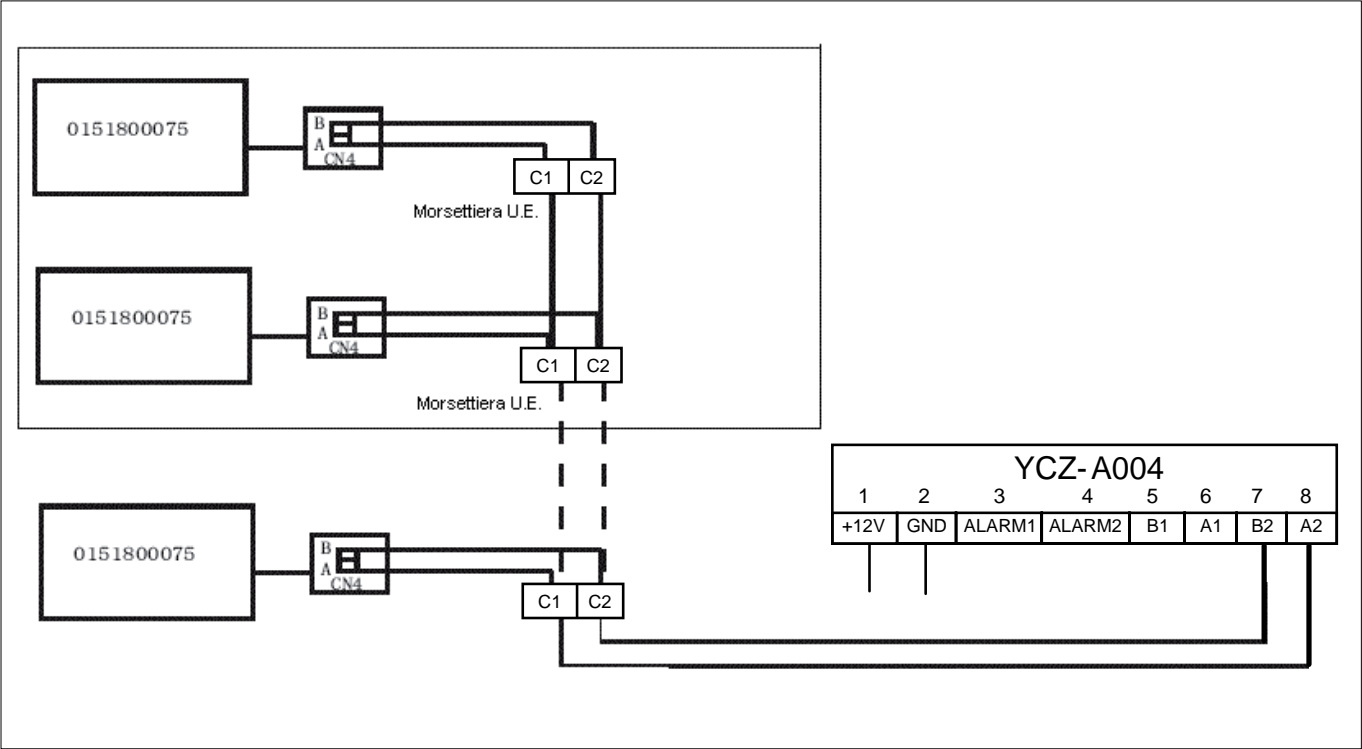 0151800075
B
A
CN4
C1 C2
Morsettiera U.E.
0151800075
B
A
CN4
C1 C2
Morsettiera U.E.
YCZ-A004
1 2 3 4 5 6 7 8
+12V GND ALARM1 ALARM2 B1 A1 B2 A2
0151800075
B
A
CN4
C1 C2